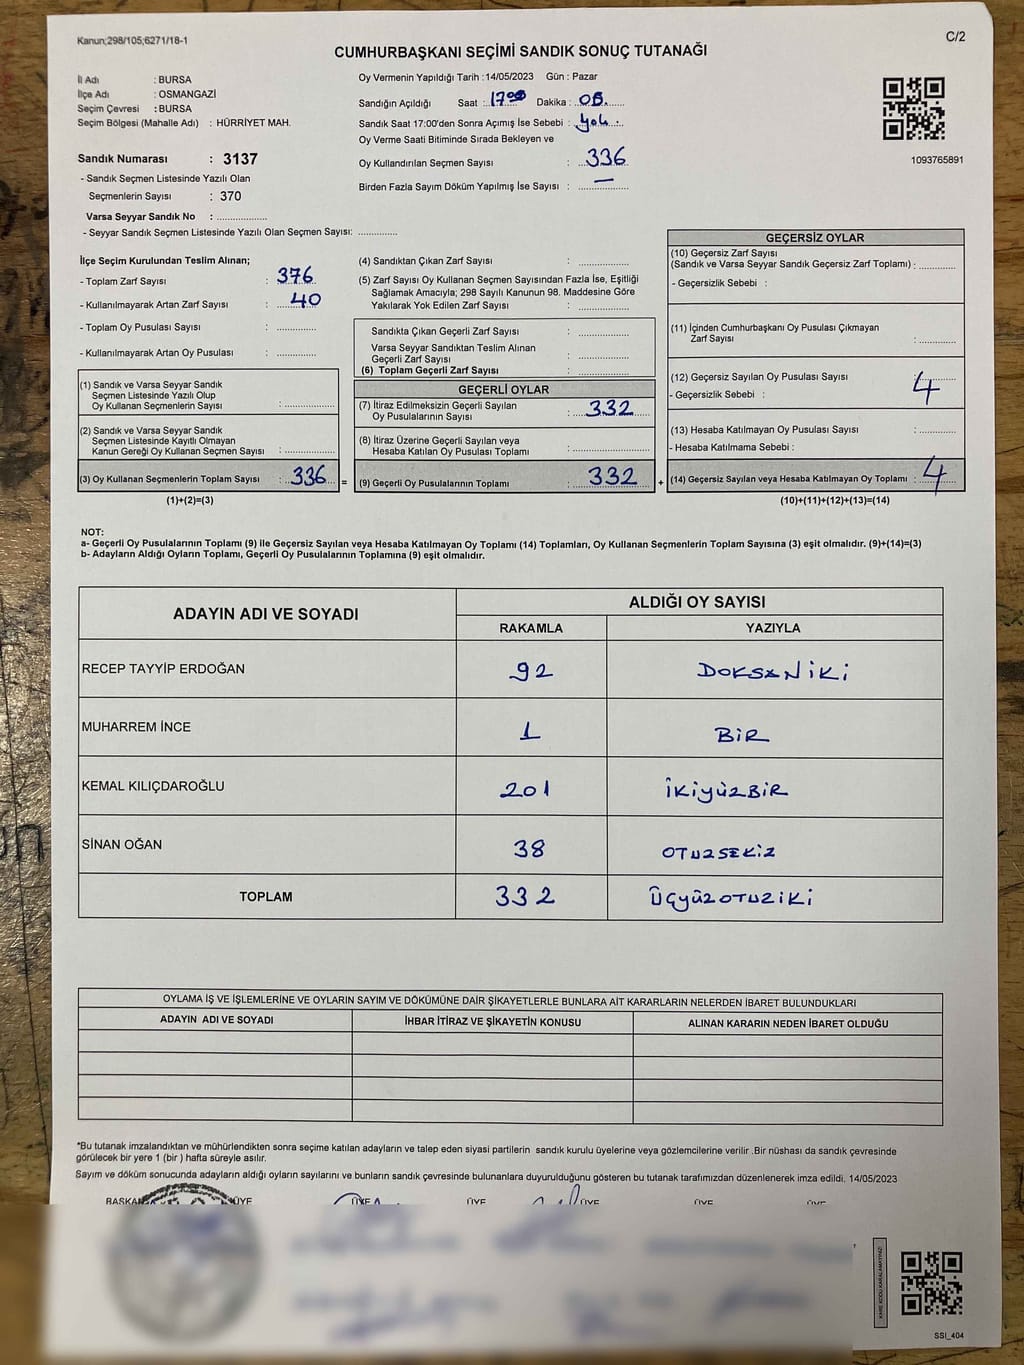 Kanun;298/105;6271/18-1
C/2
CUMHURBAŞKANI SEÇİMİ SANDIK SONUÇ TUTANAĞI
İl Adı : BURSA
İlçe Adı : OSMANGAZİ
Seçim Çevresi : BURSA
Seçim Bölgesi (Mahalle Adı) : HÜRRİYET MAH.
Oy Vermenin Yapıldığı Tarih :14/05/2023 Gün : Pazar
Sandığın Açıldığı Saat : 17 00 Dakika : 05.
Sandık Saat 17:00'den Sonra Açımış İse Sebebi : Yok
Oy Verme Saati Bitiminde Sırada Bekleyen ve
Oy Kullandırılan Seçmen Sayısı : 336
Birden Fazla Sayım Döküm Yapılmış İse Sayısı : —
1093765891
Sandık Numarası : 3137
- Sandık Seçmen Listesinde Yazılı Olan
Seçmenlerin Sayısı : 370
Varsa Seyyar Sandık No : ..................
- Seyyar Sandık Seçmen Listesinde Yazılı Olan Seçmen Sayısı: ..............
İlçe Seçim Kurulundan Teslim Alınan;
- Toplam Zarf Sayısı : 376
- Kullanılmayarak Artan Zarf Sayısı : 40
- Toplam Oy Pusulası Sayısı : ..............
- Kullanılmayarak Artan Oy Pusulası : ..............
(1) Sandık ve Varsa Seyyar Sandık
Seçmen Listesinde Yazılı Olup
Oy Kullanan Seçmenlerin Sayısı : ..................
(2) Sandık ve Varsa Seyyar Sandık
Seçmen Listesinde Kayıtlı Olmayan
Kanun Gereği Oy Kullanan Seçmen Sayısı : ..................
(3) Oy Kullanan Seçmenlerin Toplam Sayısı : 336 =
(1)+(2)=(3)
(4) Sandıktan Çıkan Zarf Sayısı : ..................
(5) Zarf Sayısı Oy Kullanan Seçmen Sayısından Fazla İse, Eşitliği
Sağlamak Amacıyla; 298 Sayılı Kanunun 98. Maddesine Göre
Yakılarak Yok Edilen Zarf Sayısı : ..................
Sandıkta Çıkan Geçerli Zarf Sayısı : ..................
Varsa Seyyar Sandıktan Teslim Alınan
Geçerli Zarf Sayısı : ..................
(6) Toplam Geçerli Zarf Sayısı : ..................
GEÇERLİ OYLAR
(7) İtiraz Edilmeksizin Geçerli Sayılan
Oy Pusulalarının Sayısı : 332
(8) İtiraz Üzerine Geçerli Sayılan veya
Hesaba Katılan Oy Pusulası Toplamı : ..................
(9) Geçerli Oy Pusulalarının Toplamı : 332 +
GEÇERSİZ OYLAR
(10) Geçersiz Zarf Sayısı
(Sandık ve Varsa Seyyar Sandık Geçersiz Zarf Toplamı) : ..............
- Geçersizlik Sebebi :
(11) İçinden Cumhurbaşkanı Oy Pusulası Çıkmayan
Zarf Sayısı : ..............
(12) Geçersiz Sayılan Oy Pusulası Sayısı : 4
- Geçersizlik Sebebi :
(13) Hesaba Katılmayan Oy Pusulası Sayısı : ..............
- Hesaba Katılmama Sebebi :
(14) Geçersiz Sayılan veya Hesaba Katılmayan Oy Toplamı : 4
(10)+(11)+(12)+(13)=(14)
NOT:
a- Geçerli Oy Pusulalarının Toplamı (9) ile Geçersiz Sayılan veya Hesaba Katılmayan Oy Toplamı (14) Toplamları, Oy Kullanan Seçmenlerin Toplam Sayısına (3) eşit olmalıdır. (9)+(14)=(3)
b- Adayların Aldığı Oyların Toplamı, Geçerli Oy Pusulalarının Toplamına (9) eşit olmalıdır.
ADAYIN ADI VE SOYADI ALDIĞI OY SAYISI
RAKAMLA YAZIYLA
RECEP TAYYİP ERDOĞAN 92 DOKSANİKİ
MUHARREM İNCE 1 BİR
KEMAL KILIÇDAROĞLU 201 İKİYÜZBİR
SİNAN OĞAN 38 OTUZSEKİZ
TOPLAM 332 ÜÇYÜZOTUZİKİ
OYLAMA İŞ VE İŞLEMLERİNE VE OYLARIN SAYIM VE DÖKÜMÜNE DAİR ŞİKAYETLERLE BUNLARA AİT KARARLARIN NELERDEN İBARET BULUNDUKLARI
ADAYIN ADI VE SOYADI İHBAR İTİRAZ VE ŞİKAYETİN KONUSU ALINAN KARARIN NEDEN İBARET OLDUĞU
*Bu tutanak imzalandıktan ve mühürlendikten sonra seçime katılan adayların ve talep eden siyasi partilerin sandık kurulu üyelerine veya gözlemcilerine verilir .Bir nüshası da sandık çevresinde
görülecek bir yere 1 (bir ) hafta süreyle asılır.
Sayım ve döküm sonucunda adayların aldığı oyların sayılarını ve bunların sandık çevresinde bulunanlara duyurulduğunu gösteren bu tutanak tarafımızdan düzenlenerek imza edildi. 14/05/2023
BAŞKAN ÜYE ÜYE ÜYE ÜYE ÜYE ÜYE
KARE KODU KARALAMAYINIZ!
SSI_404